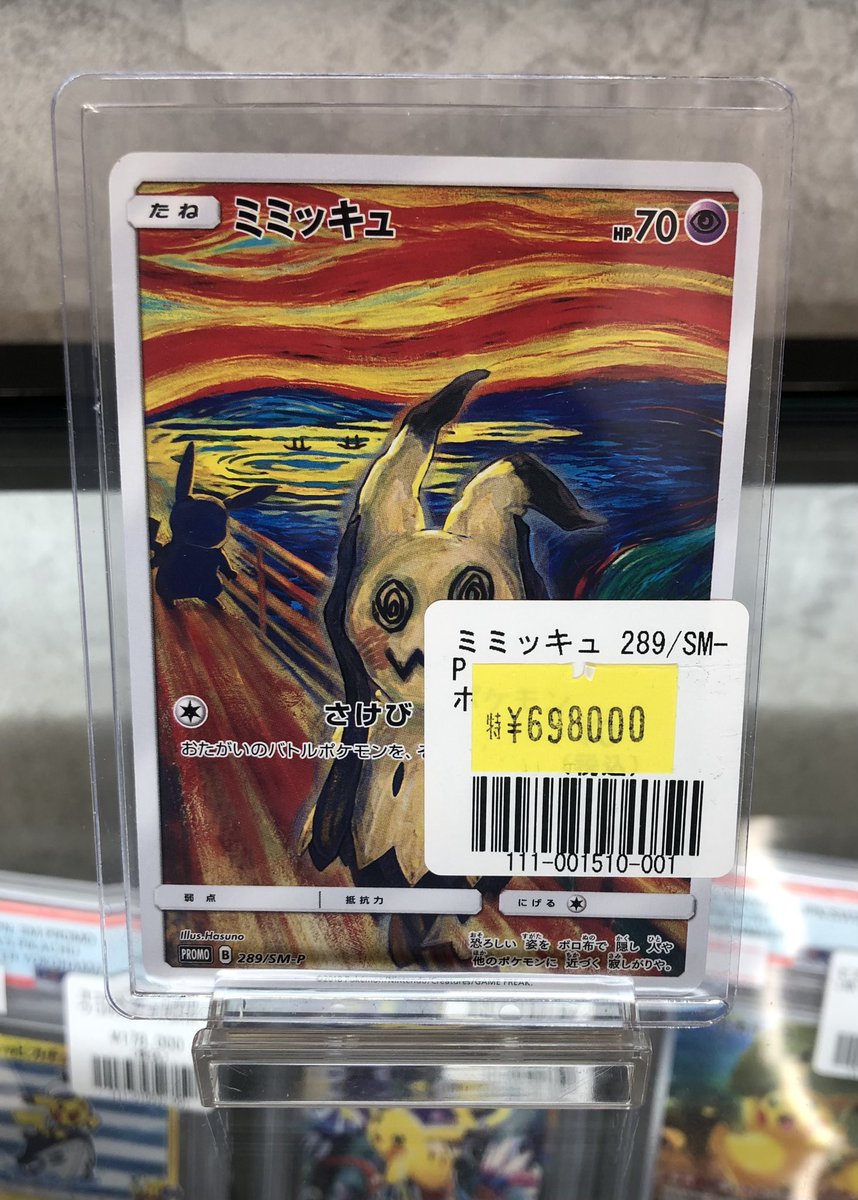 たね ミミッキュ HP70
ミミッキュ 289/SM-
P
特¥698000
111-001510-001
さけび
おたがいのバトルポケモンを、そ
弱点 抵抗力 にげる
Illus.Hasuno
PROMO B 289/SM-P
恐ろしい 姿を ボロ布で 隠し 人や
他のポケモンに 近づく 寂しがりや。
¥178,000